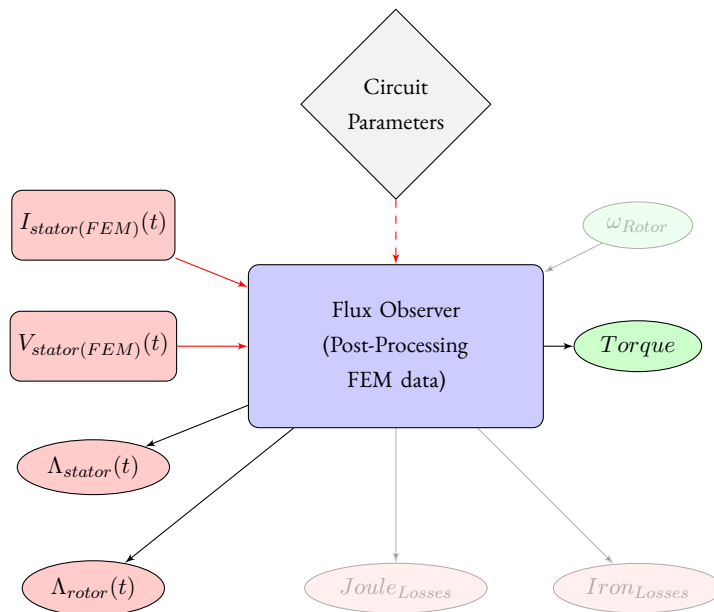 Circuit
Parameters
I_{stator(FEM)}(t)
ω_{Rotor}
V_{stator(FEM)}(t)
Flux Observer
(Post-Processing
FEM data)
Torque
Λ_{stator}(t)
Λ_{rotor}(t)
Joule_{Losses}
Iron_{Losses}